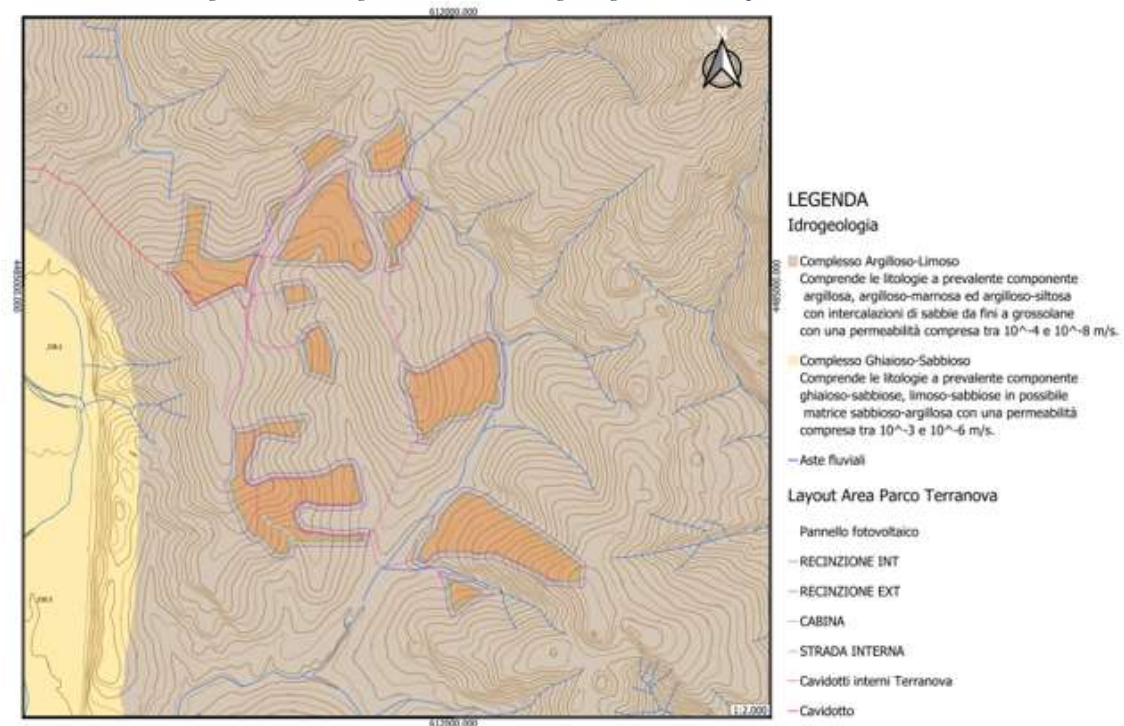 612000.000
N
4485000.000
4485000.000
LEGENDA
Idrogeologia
Complesso Argilloso-Limoso
Comprende le litologie a prevalente componente
argillosa, argilloso-marnosa ed argilloso-siltosa
con intercalazioni di sabbie da fini a grossolane
con una permeabilità compresa tra 10^-4 e 10^-8 m/s.
Complesso Ghiaioso-Sabbioso
Comprende le litologie a prevalente componente
ghiaioso-sabbiose, limoso-sabbiose in possibile
matrice sabbioso-argillosa con una permeabilità
compresa tra 10^-3 e 10^-6 m/s.
Aste fluviali
Layout Area Parco Terranova
Pannello fotovoltaico
RECINZIONE INT
RECINZIONE EXT
CABINA
STRADA INTERNA
Cavidotti interni Terranova
Cavidotto
1:2.000
612000.000